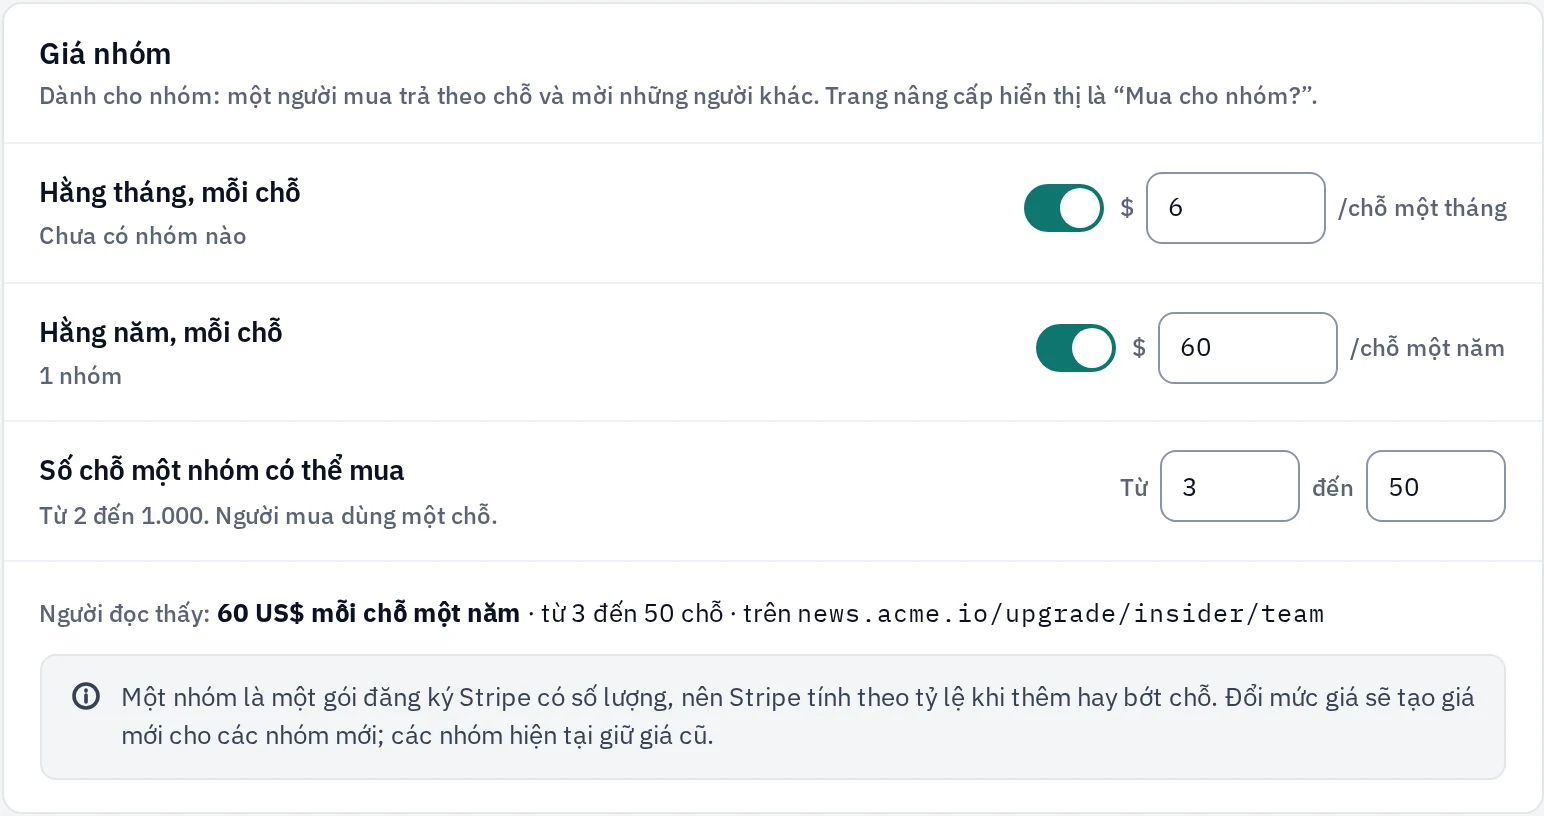 Giá nhóm
Dành cho nhóm: một người mua trả theo chỗ và mời những người khác. Trang nâng cấp hiển thị là “Mua cho nhóm?”.
Hằng tháng, mỗi chỗ
Chưa có nhóm nào
$ 6 /chỗ một tháng
Hằng năm, mỗi chỗ
1 nhóm
$ 60 /chỗ một năm
Số chỗ một nhóm có thể mua
Từ 2 đến 1.000. Người mua dùng một chỗ.
Từ 3 đến 50
Người đọc thấy: 60 US$ mỗi chỗ một năm · từ 3 đến 50 chỗ · trên news.acme.io/upgrade/insider/team
Một nhóm là một gói đăng ký Stripe có số lượng, nên Stripe tính theo tỷ lệ khi thêm hay bớt chỗ. Đổi mức giá sẽ tạo giá
mới cho các nhóm mới; các nhóm hiện tại giữ giá cũ.